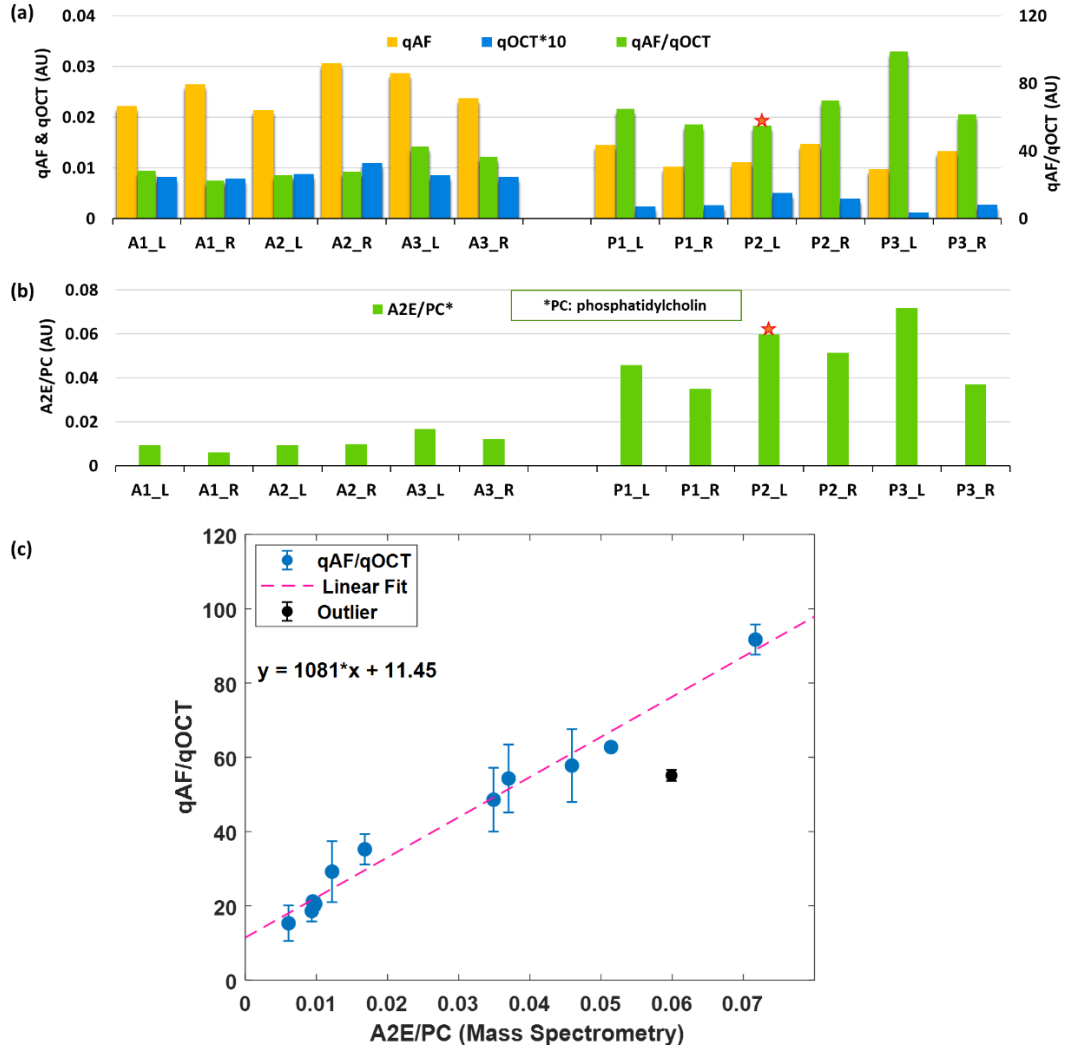 (a)
qAF qOCT*10 qAF/qOCT
qAF & qOCT (AU)
0.04
0.03
0.02
0.01
0
qAF/qOCT (AU)
120
80
40
0
A1_L A1_R A2_L A2_R A3_L A3_R P1_L P1_R P2_L P2_R P3_L P3_R
(b)
A2E/PC* *PC: phosphatidylcholin
A2E/PC (AU)
0.08
0.06
0.04
0.02
0
A1_L A1_R A2_L A2_R A3_L A3_R P1_L P1_R P2_L P2_R P3_L P3_R
(c)
qAF/qOCT
Linear Fit
Outlier
y = 1081*x + 11.45
qAF/qOCT
120
100
80
60
40
20
0
0 0.01 0.02 0.03 0.04 0.05 0.06 0.07
A2E/PC (Mass Spectrometry)